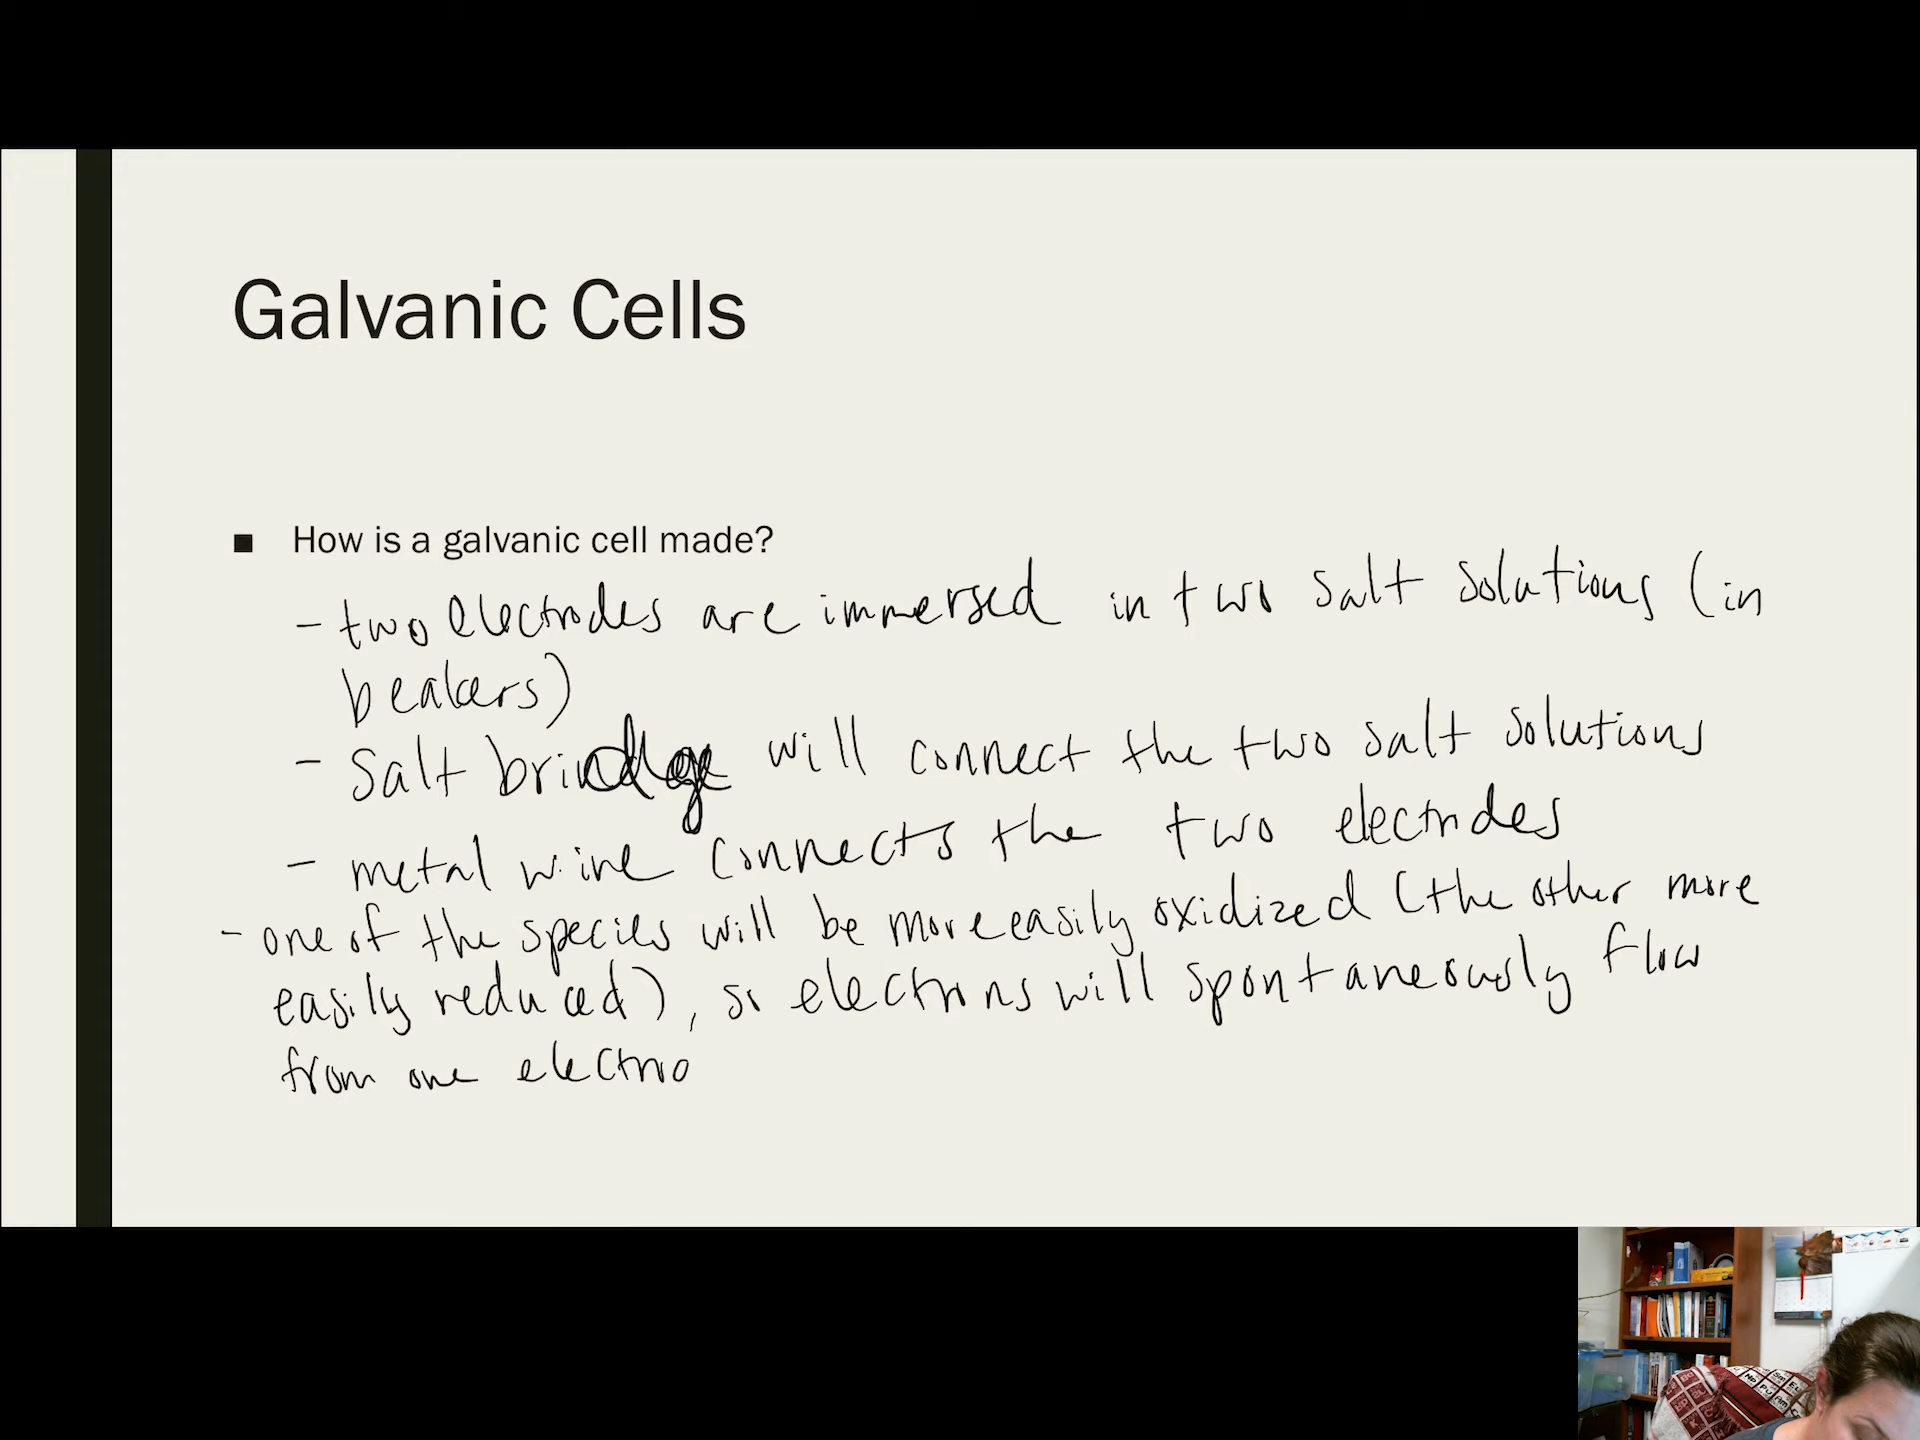 Galvanic Cells
■ How is a galvanic cell made?
- two electrodes are immersed in two salt solutions (in
beakers)
- Salt bridge will connect the two salt solutions
- metal wire connects the two electrodes
- one of the species will be more easily oxidized (the other more
easily reduced), so electrons will spontaneously flow
from one electro